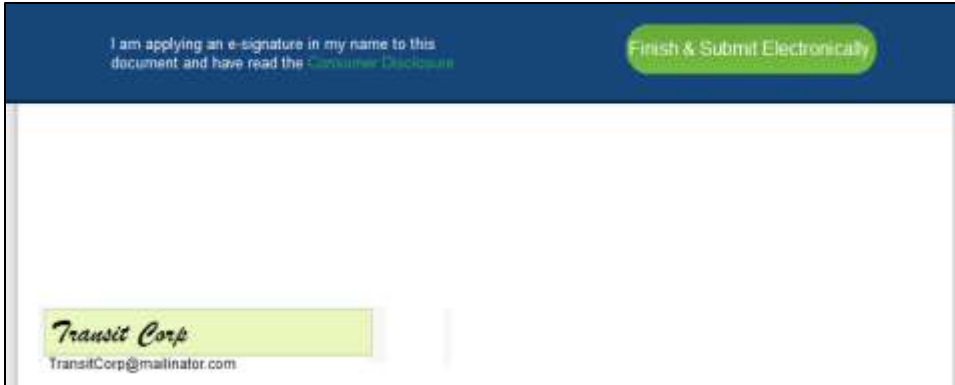 I am applying an e-signature in my name to this
document and have read the Consumer Disclosure
Finish & Submit Electronically
Transit Corp
TransitCorp@mailinator.com